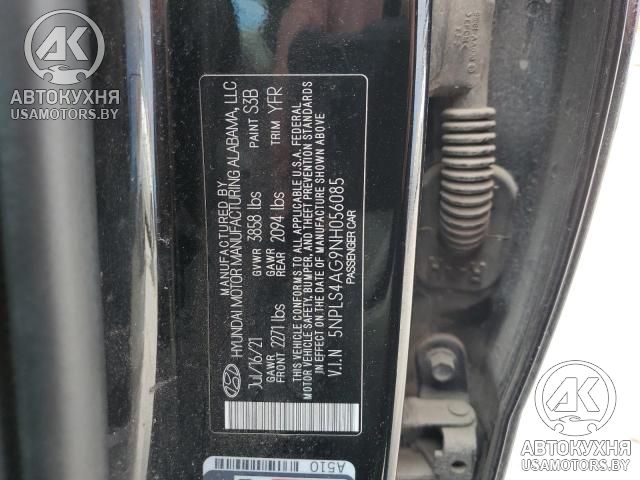 AK
АВТОКУХНЯ
USAMOTORS.BY
MANUFACTURED BY
HYUNDAI MOTOR MANUFACTURING ALABAMA, LLC
JUL/16/21 GVWR 3858 lbs PAINT S3B
GAWR FRONT 2271 lbs GAWR REAR 2094 lbs TRIM YFR
THIS VEHICLE CONFORMS TO ALL APPLICABLE U.S.A. FEDERAL
MOTOR VEHICLE SAFETY, BUMPER, AND THEFT PREVENTION STANDARDS
IN EFFECT ON THE DATE OF MANUFACTURE SHOWN ABOVE
V.I.N 5NPLS4AG9NH056085
PASSENGER CAR
A510
AK
АВТОКУХНЯ
USAMOTORS.BY